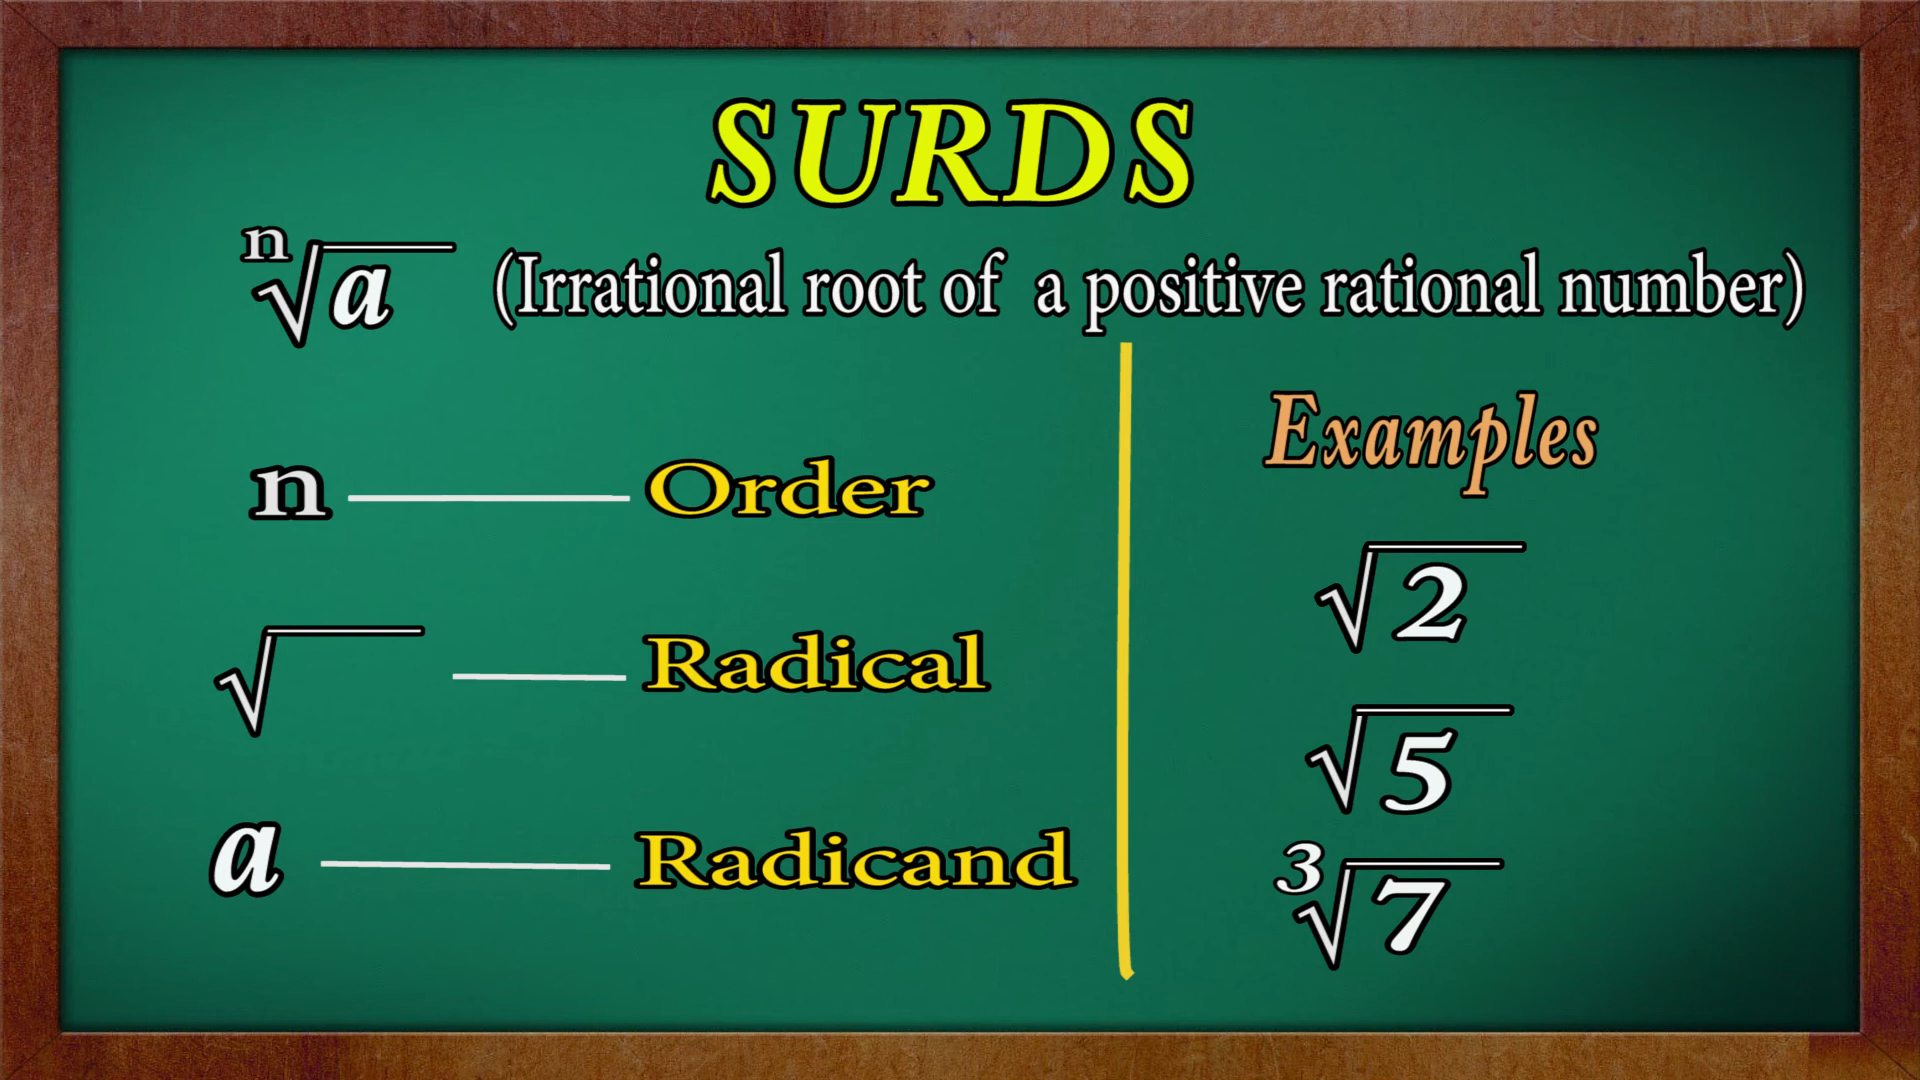 SURDS
ⁿ√a (Irrational root of a positive rational number)
n Order
√ Radical
a Radicand
Examples
√2
√5
³√7